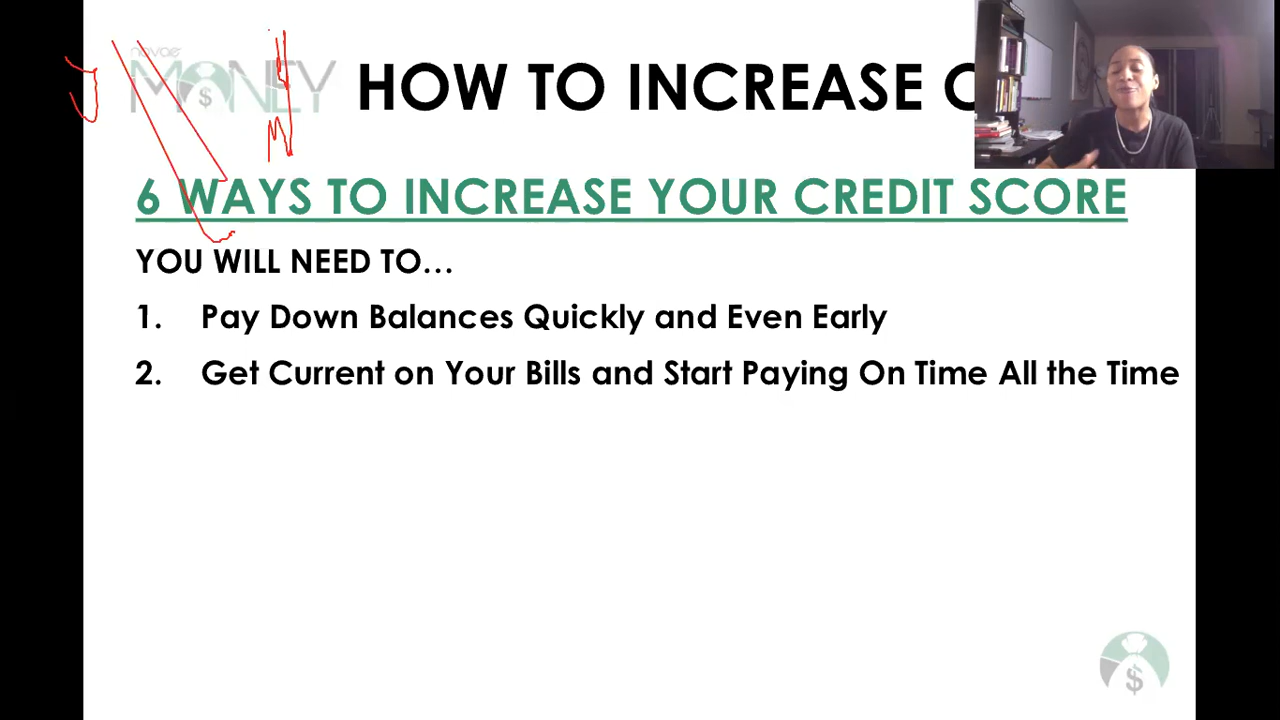 novae
MONEY
HOW TO INCREASE
6 WAYS TO INCREASE YOUR CREDIT SCORE
YOU WILL NEED TO…
1. Pay Down Balances Quickly and Even Early
2. Get Current on Your Bills and Start Paying On Time All the Time
$